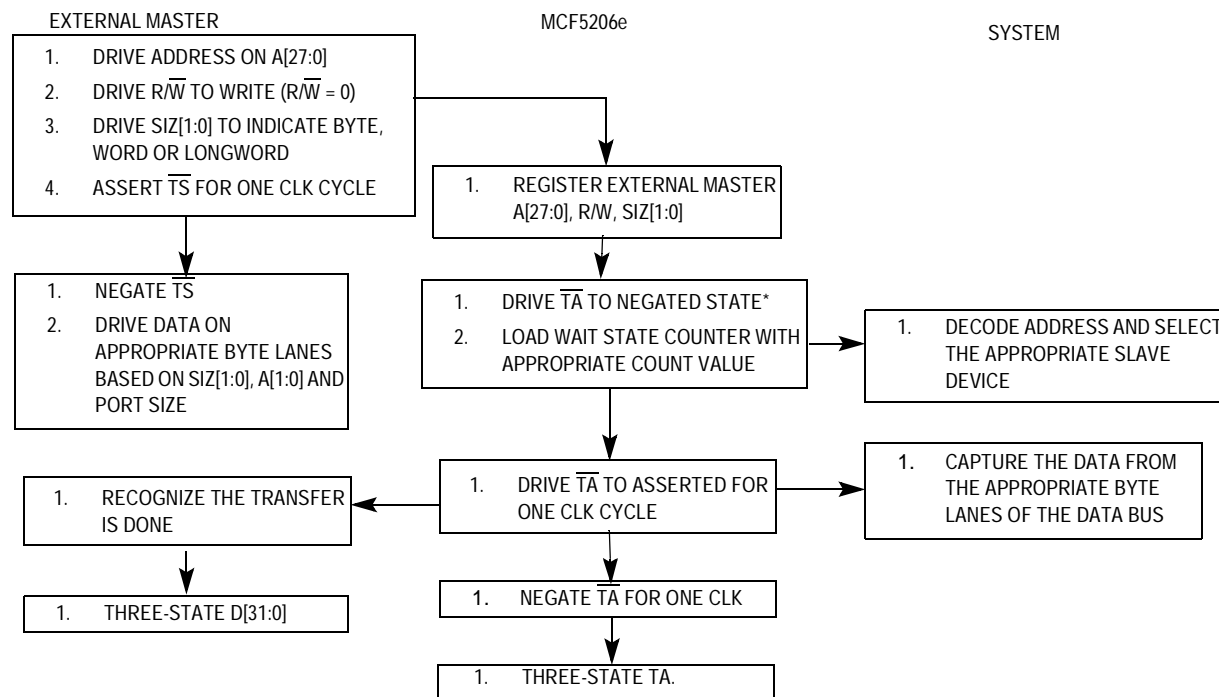 EXTERNAL MASTER
MCF5206e
SYSTEM
1. DRIVE ADDRESS ON A[27:0]
2. DRIVE R/W̅ TO WRITE (R/W̅ = 0)
3. DRIVE SIZ[1:0] TO INDICATE BYTE,
WORD OR LONGWORD
4. ASSERT T̅S̅ FOR ONE CLK CYCLE
1. REGISTER EXTERNAL MASTER
A[27:0], R/W, SIZ[1:0]
1. NEGATE T̅S̅
2. DRIVE DATA ON
APPROPRIATE BYTE LANES
BASED ON SIZ[1:0], A[1:0] AND
PORT SIZE
1. DRIVE T̅A̅ TO NEGATED STATE*
2. LOAD WAIT STATE COUNTER WITH
APPROPRIATE COUNT VALUE
1. DECODE ADDRESS AND SELECT
THE APPROPRIATE SLAVE
DEVICE
1. RECOGNIZE THE TRANSFER
IS DONE
1. DRIVE T̅A̅ TO ASSERTED FOR
ONE CLK CYCLE
1. CAPTURE THE DATA FROM
THE APPROPRIATE BYTE
LANES OF THE DATA BUS
1. THREE-STATE D[31:0]
1. NEGATE T̅A̅ FOR ONE CLK
1. THREE-STATE TA.